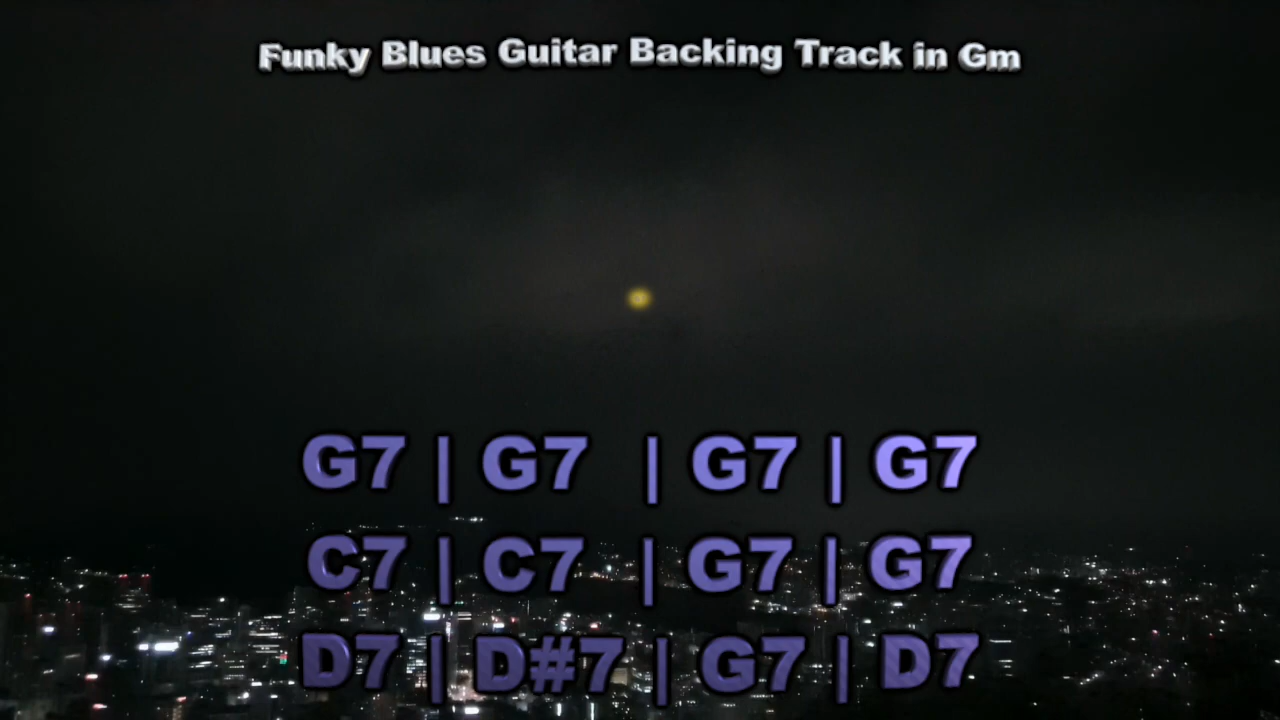 Funky Blues Guitar Backing Track in Gm
G7 | G7 | G7 | G7
C7 | C7 | G7 | G7
D7 | D#7 | G7 | D7